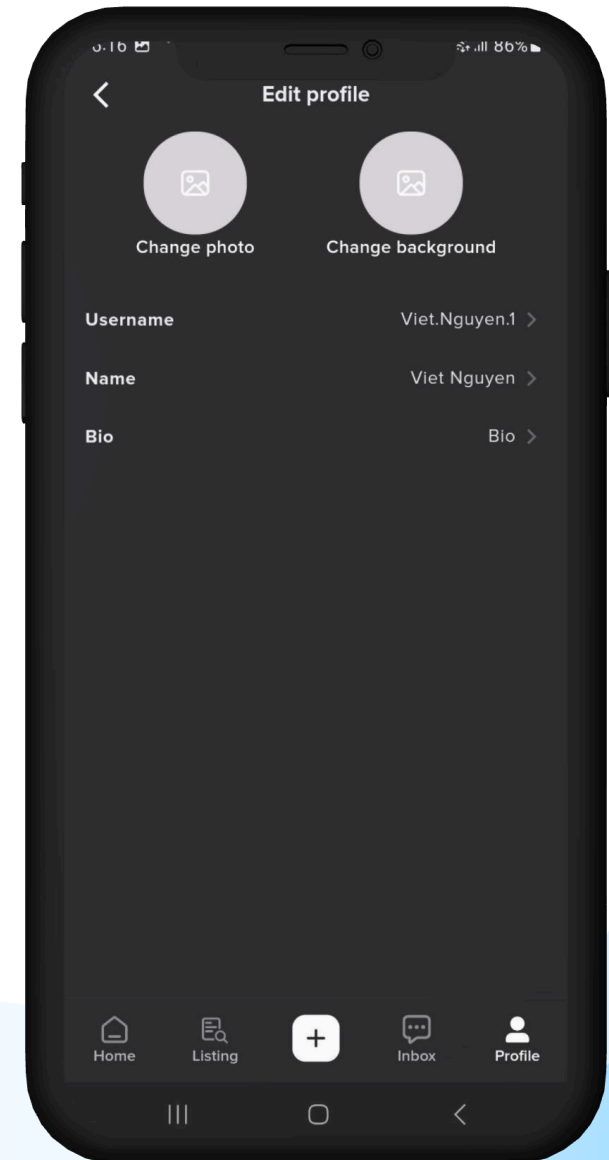 86%
Edit profile
Change photo Change background
Username Viet.Nguyen.1
Name Viet Nguyen
Bio Bio
Home Listing Inbox Profile